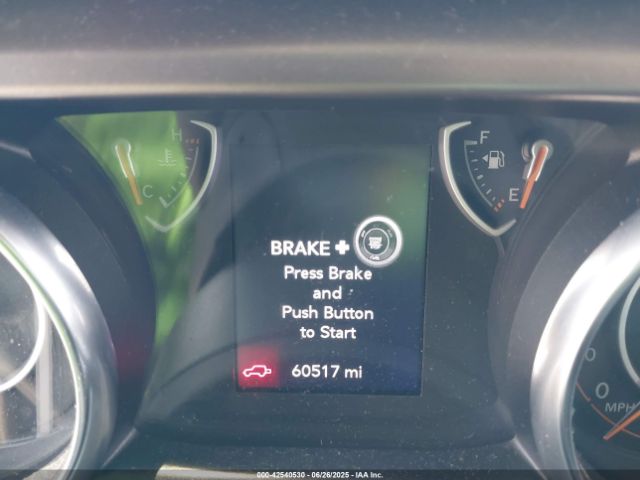 H
F
C
E
BRAKE +
Press Brake
and
Push Button
to Start
60517 mi
0
0
MPH
000-42540530 - 06/26/2025 - IAA Inc.